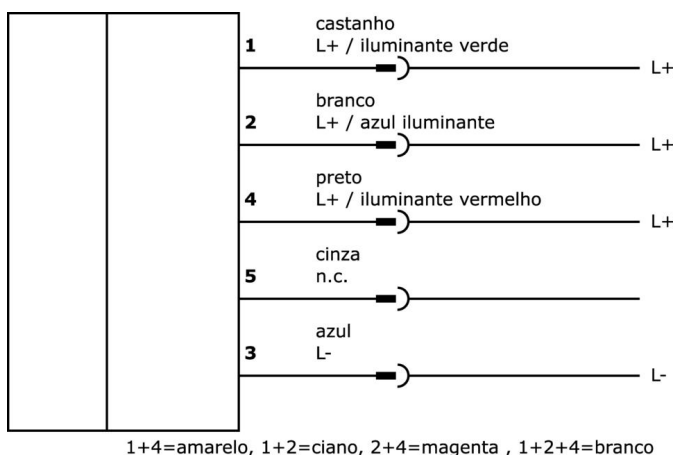 castanho
1 L+ / iluminante verde
L+
branco
2 L+ / azul iluminante
L+
preto
4 L+ / iluminante vermelho
L+
cinza
5 n.c.
azul
3 L-
L-
1+4=amarelo, 1+2=ciano, 2+4=magenta , 1+2+4=branco